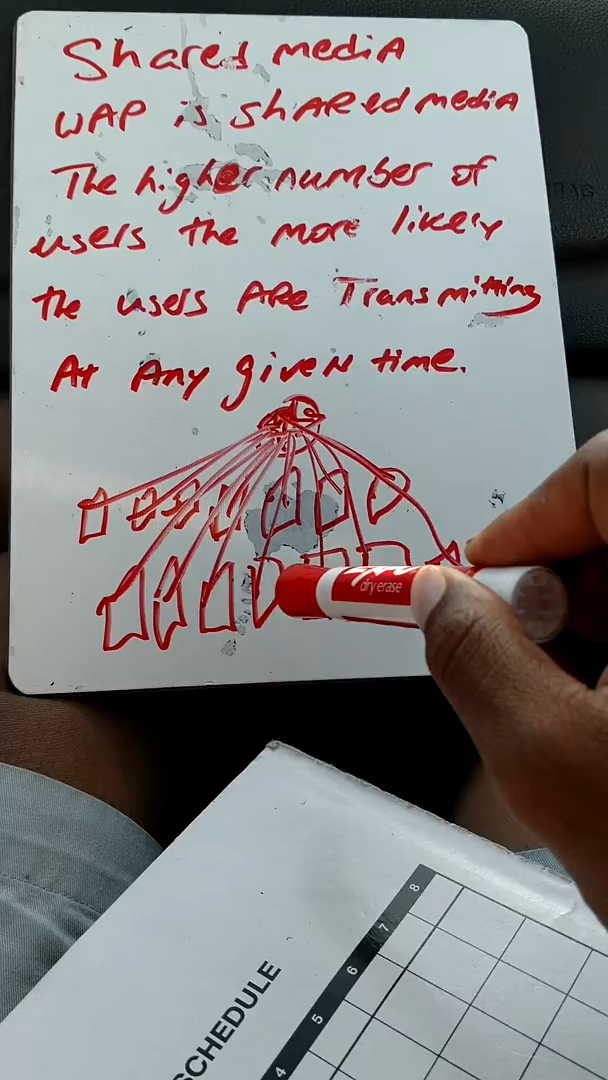 Shared media
WAP is shARed media
The higher number of
users the more likely
the users ARe Transmitting
At Any given time.
dry erase
8
7
6
5
4
SCHEDULE